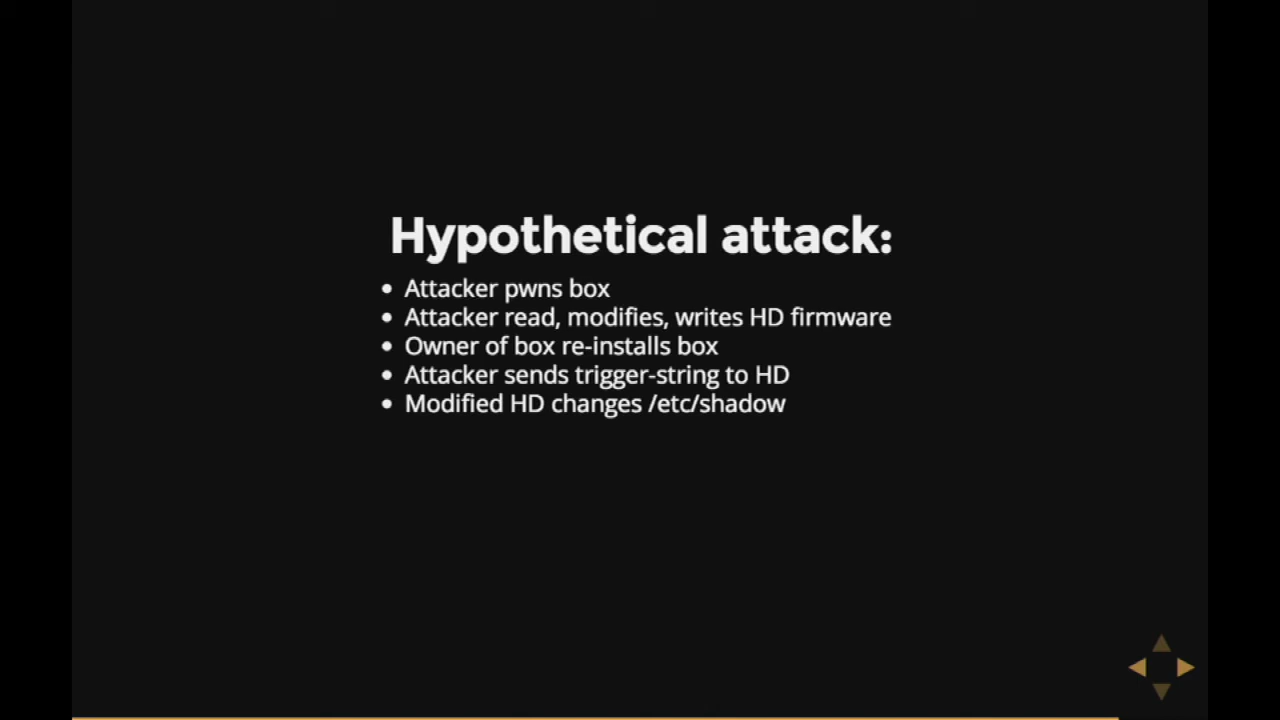 Hypothetical attack:
• Attacker pwns box
• Attacker read, modifies, writes HD firmware
• Owner of box re-installs box
• Attacker sends trigger-string to HD
• Modified HD changes /etc/shadow